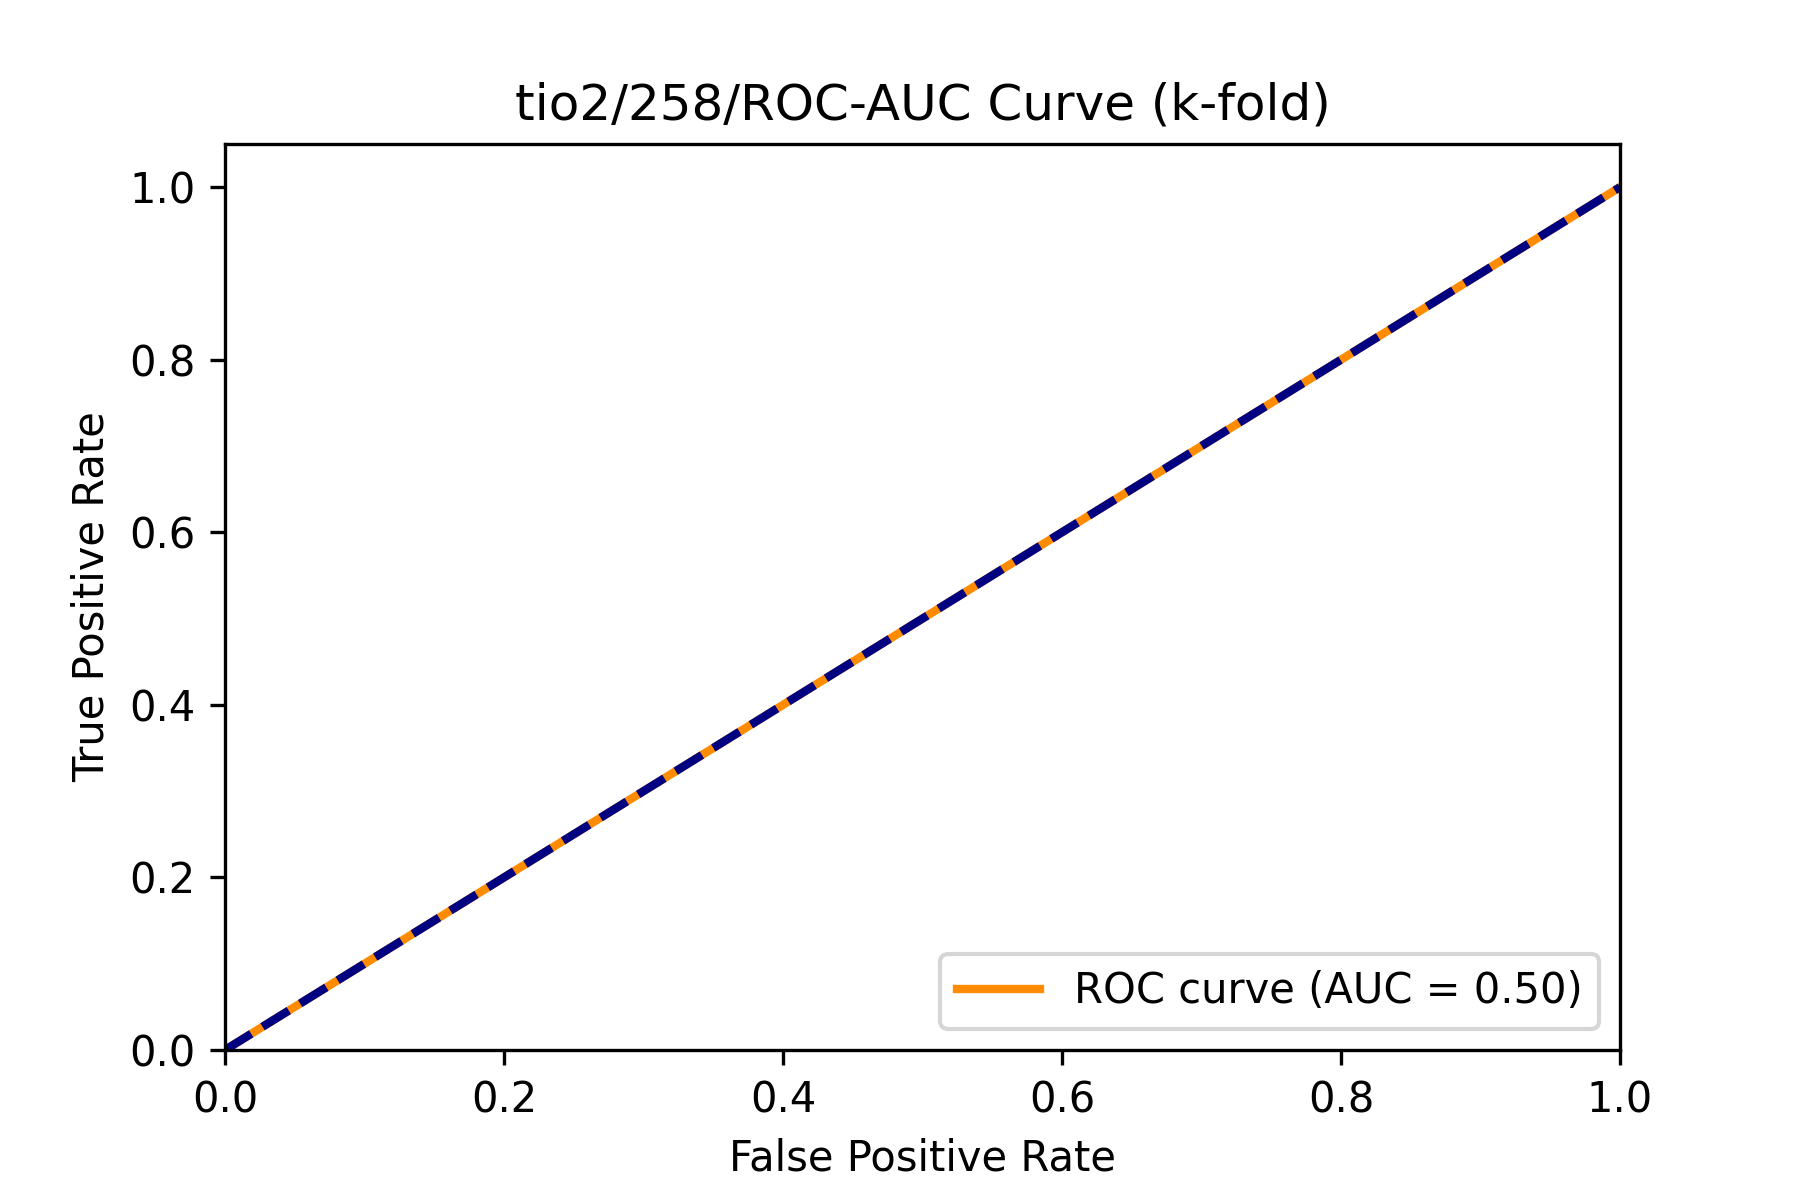 tio2/258/ROC-AUC Curve (k-fold)
True Positive Rate
1.0
0.8
0.6
0.4
0.2
0.0
ROC curve (AUC = 0.50)
0.0 0.2 0.4 0.6 0.8 1.0
False Positive Rate